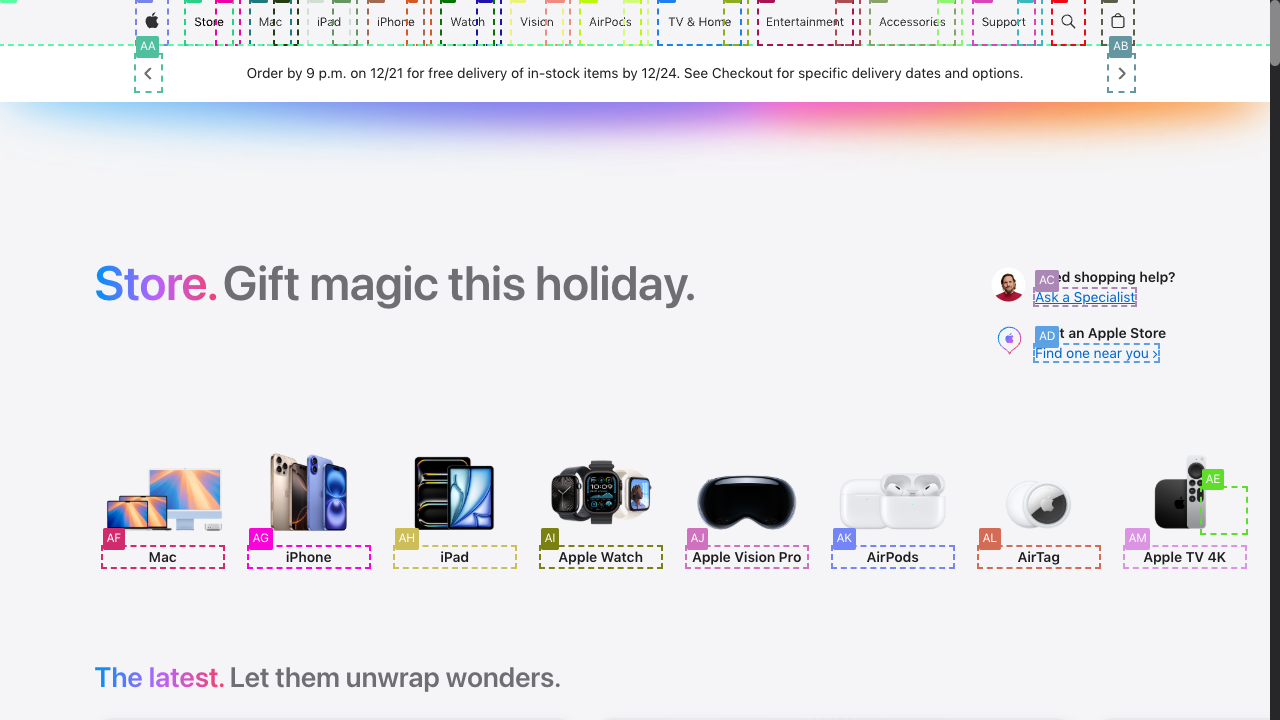 Store Mac iPad iPhone Watch Vision AirPods TV & Home Entertainment Accessories Support
AA
AB
Order by 9 p.m. on 12/21 for free delivery of in-stock items by 12/24. See Checkout for specific delivery dates and options.
Store. Gift magic this holiday.
AC ed shopping help?
Ask a Specialist
AD t an Apple Store
Find one near you ›
AE
AF AG AH AI AJ AK AL AM
Mac iPhone iPad Apple Watch Apple Vision Pro AirPods AirTag Apple TV 4K
The latest. Let them unwrap wonders.